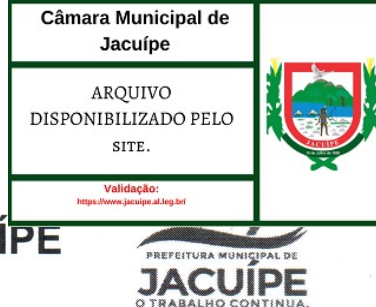 Câmara Municipal de
Jacuípe
ARQUIVO
DISPONIBILIZADO PELO
SITE.
Validação:
https://www.jacuipe.al.leg.br/
JACUÍPE
ÍPE
PREFEITURA MUNICIPAL DE
JACUÍPE
O TRABALHO CONTINUA.